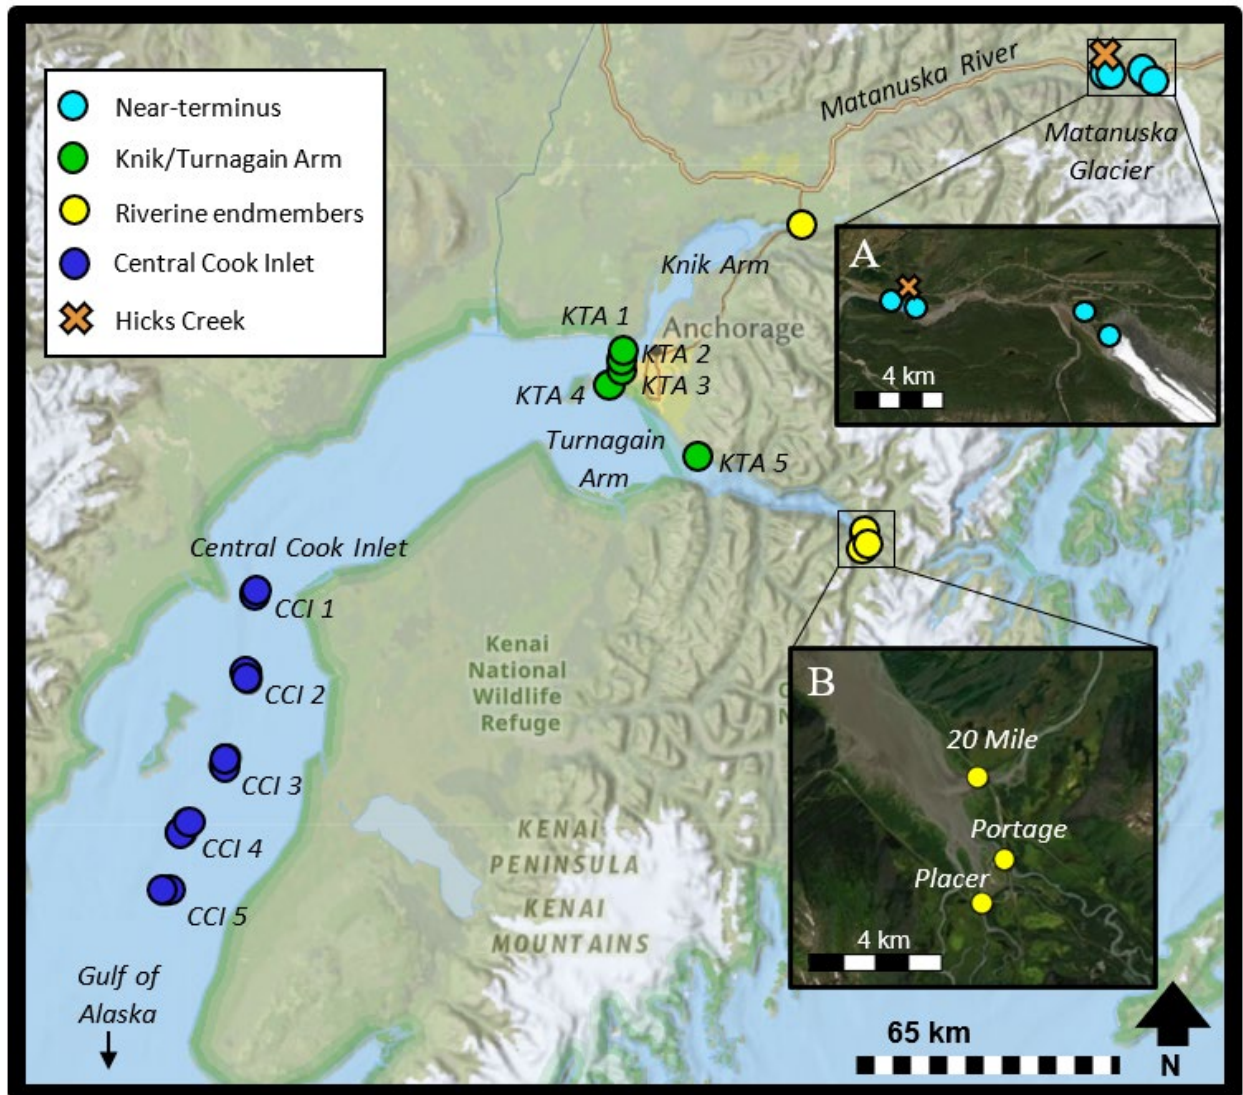 Near-terminus
Knik/Turnagain Arm
Riverine endmembers
Central Cook Inlet
Hicks Creek
Matanuska River
Matanuska
Glacier
A
4 km
Knik Arm
Anchorage
KTA 1
KTA 2
KTA 3
KTA 4
Turnagain
Arm
KTA 5
Central Cook Inlet
CCI 1
CCI 2
CCI 3
CCI 4
CCI 5
Gulf of
Alaska
Kenai
National
Wildlife
Refuge
KENAI
PENINSULA
KENAI
MOUNTAINS
B
20 Mile
Portage
Placer
4 km
65 km
N